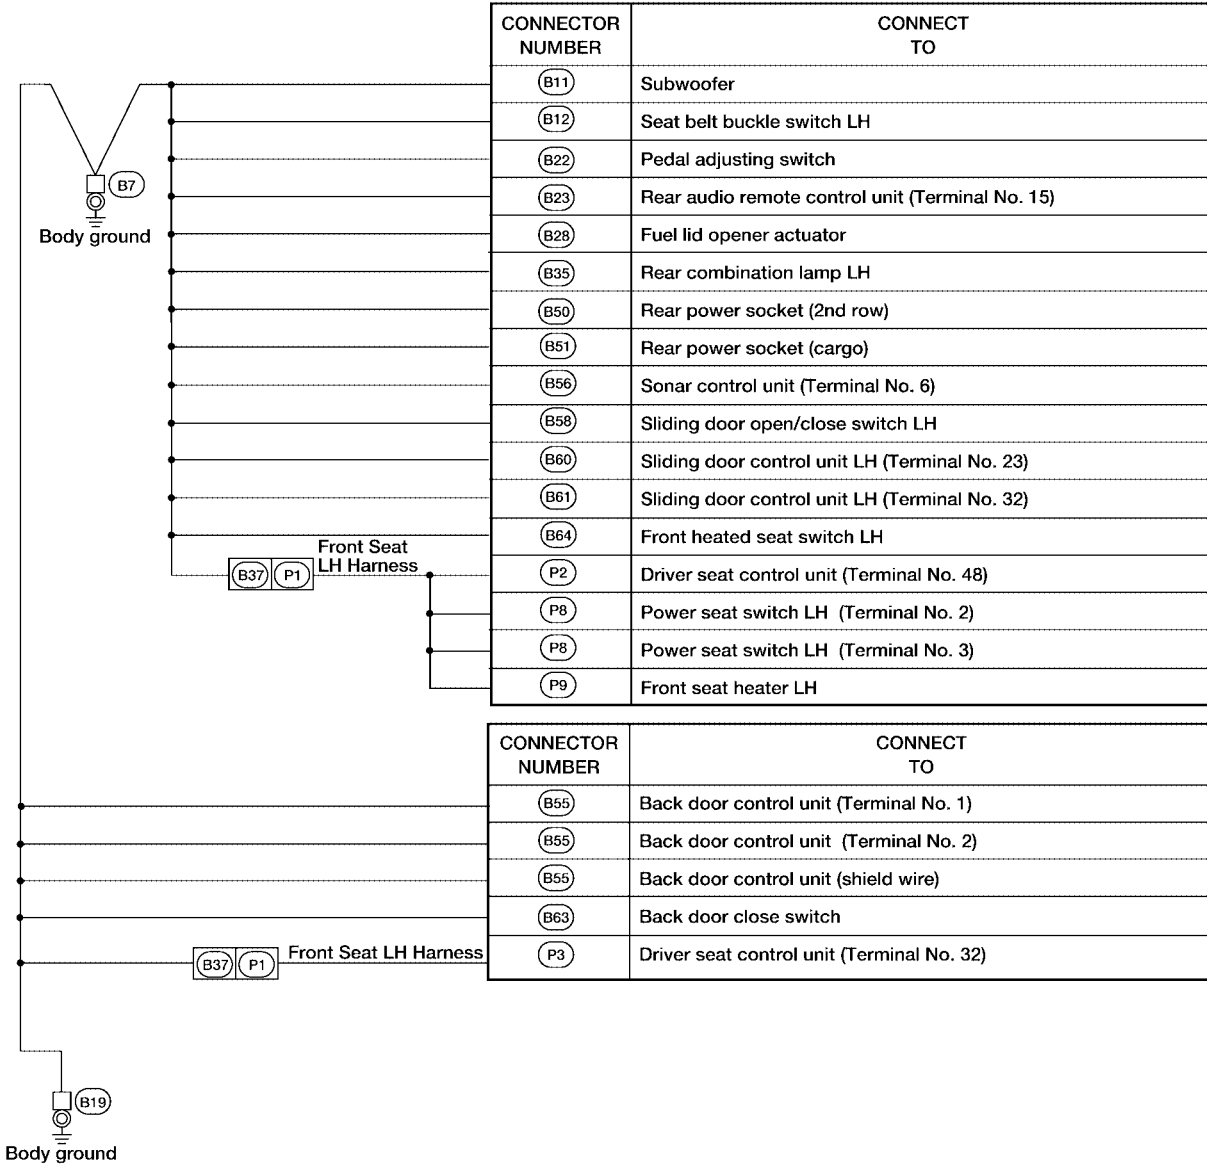 CONNECTOR NUMBER CONNECT TO
B11 Subwoofer
B12 Seat belt buckle switch LH
B22 Pedal adjusting switch
B7
B23 Rear audio remote control unit (Terminal No. 15)
Body ground
B28 Fuel lid opener actuator
B35 Rear combination lamp LH
B50 Rear power socket (2nd row)
B51 Rear power socket (cargo)
B56 Sonar control unit (Terminal No. 6)
B58 Sliding door open/close switch LH
B60 Sliding door control unit LH (Terminal No. 23)
B61 Sliding door control unit LH (Terminal No. 32)
B64 Front heated seat switch LH
Front Seat
LH Harness
B37 P1
P2 Driver seat control unit (Terminal No. 48)
P8 Power seat switch LH (Terminal No. 2)
P8 Power seat switch LH (Terminal No. 3)
P9 Front seat heater LH
CONNECTOR NUMBER CONNECT TO
B55 Back door control unit (Terminal No. 1)
B55 Back door control unit (Terminal No. 2)
B55 Back door control unit (shield wire)
B63 Back door close switch
B37 P1 Front Seat LH Harness
P3 Driver seat control unit (Terminal No. 32)
B19
Body ground